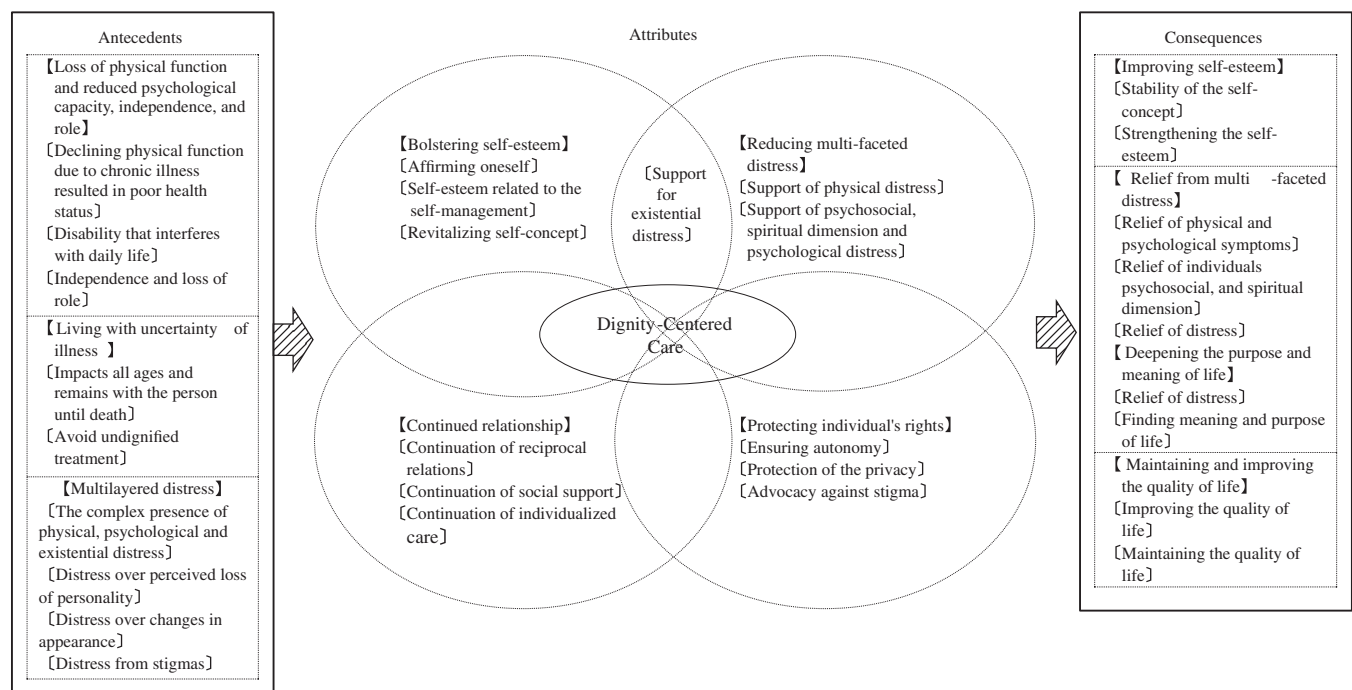 Antecedents
【Loss of physical function
and reduced psychological
capacity, independence, and
role】
〔Declining physical function
due to chronic illness
resulted in poor health
status〕
〔Disability that interferes
with daily life〕
〔Independence and loss of
role〕
【Living with uncertainty of
illness 】
〔Impacts all ages and
remains with the person
until death〕
〔Avoid undignified
treatment〕
【Multilayered distress】
〔The complex presence of
physical, psychological and
existential distress〕
〔Distress over perceived loss
of personality〕
〔Distress over changes in
appearance〕
〔Distress from stigmas〕
Attributes
【Bolstering self-esteem】
〔Affirming oneself〕
〔Self-esteem related to the
self-management〕
〔Revitalizing self-concept〕
〔Support
for
existential
distress〕
【Reducing multi-faceted
distress】
〔Support of physical distress〕
〔Support of psychosocial,
spiritual dimension and
psychological distress〕
Dignity-Centered
Care
【Continued relationship】
〔Continuation of reciprocal
relations〕
〔Continuation of social support〕
〔Continuation of individualized
care〕
【Protecting individual's rights】
〔Ensuring autonomy〕
〔Protection of the privacy〕
〔Advocacy against stigma〕
Consequences
【Improving self-esteem】
〔Stability of the self-
concept〕
〔Strengthening the self-
esteem〕
【 Relief from multi -faceted
distress】
〔Relief of physical and
psychological symptoms〕
〔Relief of individuals
psychosocial, and spiritual
dimension〕
〔Relief of distress〕
【 Deepening the purpose and
meaning of life】
〔Relief of distress〕
〔Finding meaning and purpose
of life〕
【 Maintaining and improving
the quality of life】
〔Improving the quality of
life〕
〔Maintaining the quality of
life〕